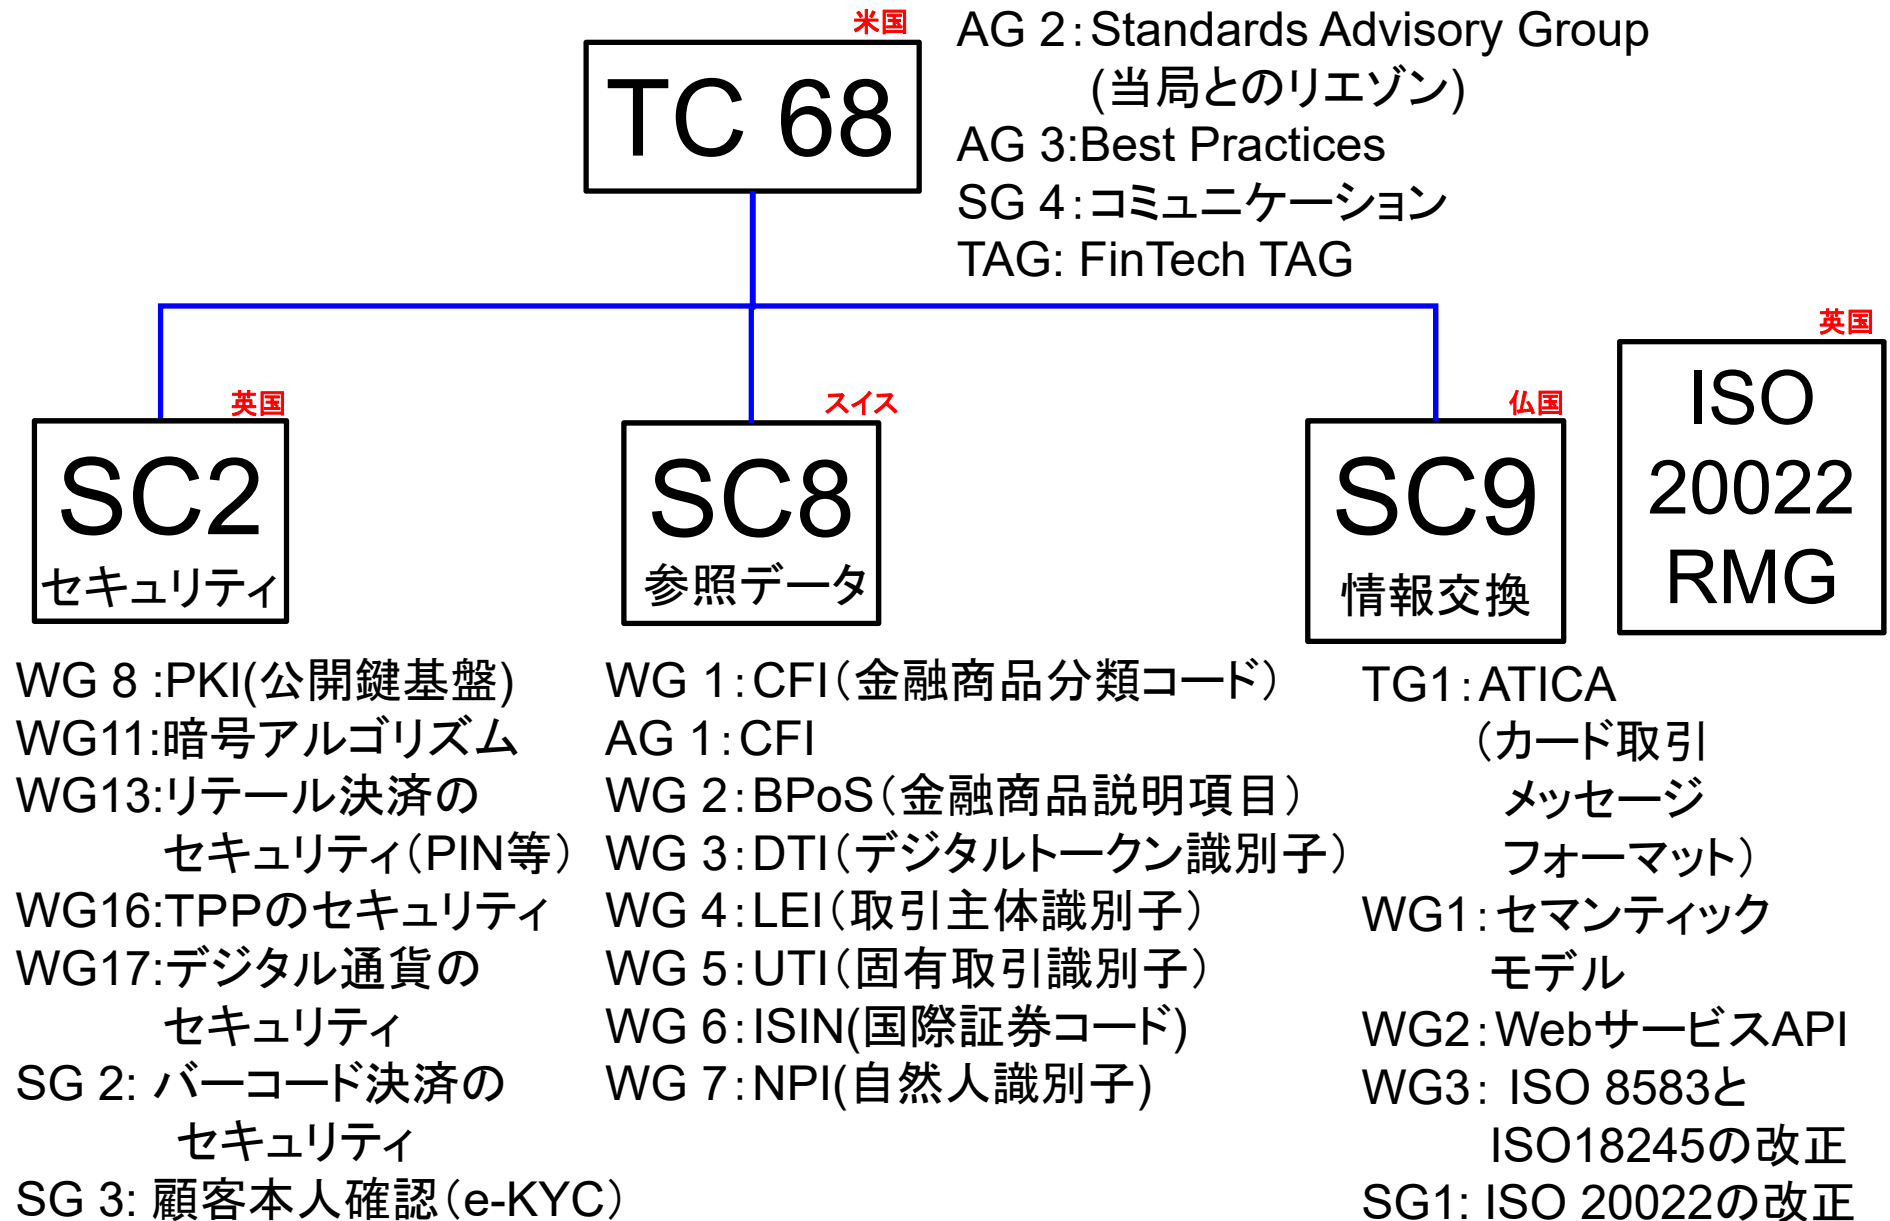 米国
TC 68
AG 2：Standards Advisory Group
(当局とのリエゾン)
AG 3:Best Practices
SG 4：コミュニケーション
TAG: FinTech TAG
英国
SC2
セキュリティ
WG 8 :PKI(公開鍵基盤)
WG11:暗号アルゴリズム
WG13:リテール決済の
セキュリティ（PIN等）
WG16:TPPのセキュリティ
WG17:デジタル通貨の
セキュリティ
SG 2: バーコード決済の
セキュリティ
SG 3: 顧客本人確認（e-KYC）
スイス
SC8
参照データ
WG 1：CFI（金融商品分類コード）
AG 1：CFI
WG 2：BPoS（金融商品説明項目）
WG 3：DTI（デジタルトークン識別子）
WG 4：LEI（取引主体識別子）
WG 5：UTI（固有取引識別子）
WG 6：ISIN(国際証券コード)
WG 7：NPI(自然人識別子)
仏国
SC9
情報交換
TG1：ATICA
（カード取引
メッセージ
フォーマット）
WG1：セマンティック
モデル
WG2：WebサービスAPI
WG3： ISO 8583と
ISO18245の改正
SG1: ISO 20022の改正
英国
ISO
20022
RMG